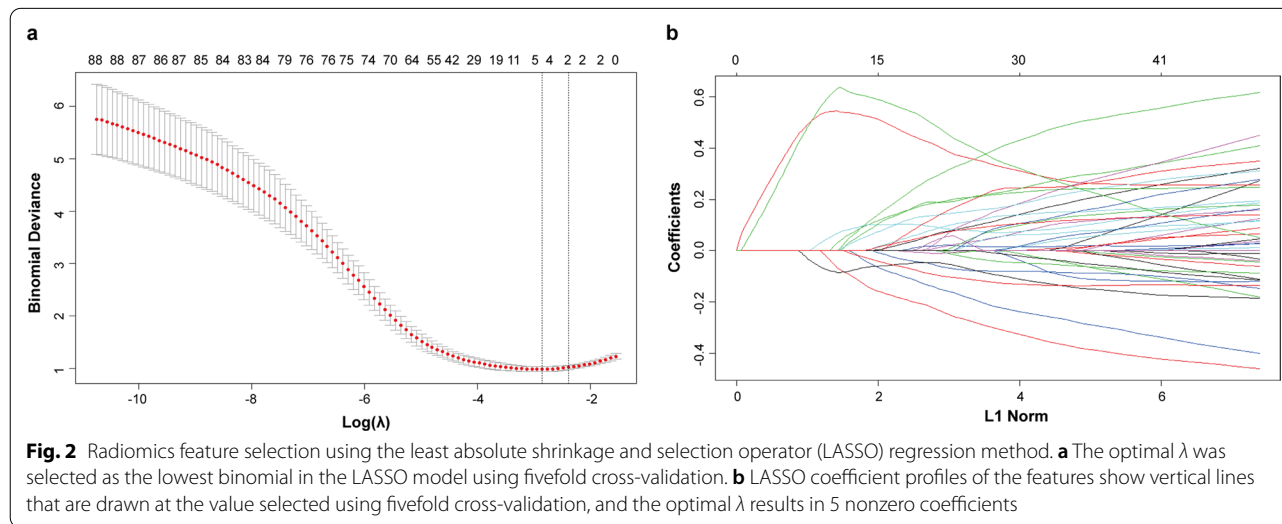 a
88 88 87 86 87 85 84 83 84 79 76 76 75 74 70 64 55 42 29 19 11 5 4 2 2 2 0
6
5
4
3
2
1
Binomial Deviance
-10 -8 -6 -4 -2
Log(λ)
b
0 15 30 41
0.6
0.4
0.2
0.0
-0.2
-0.4
Coefficients
0 2 4 6
L1 Norm
Fig. 2 Radiomics feature selection using the least absolute shrinkage and selection operator (LASSO) regression method. a The optimal λ was
selected as the lowest binomial in the LASSO model using fivefold cross-validation. b LASSO coefficient profiles of the features show vertical lines
that are drawn at the value selected using fivefold cross-validation, and the optimal λ results in 5 nonzero coefficients